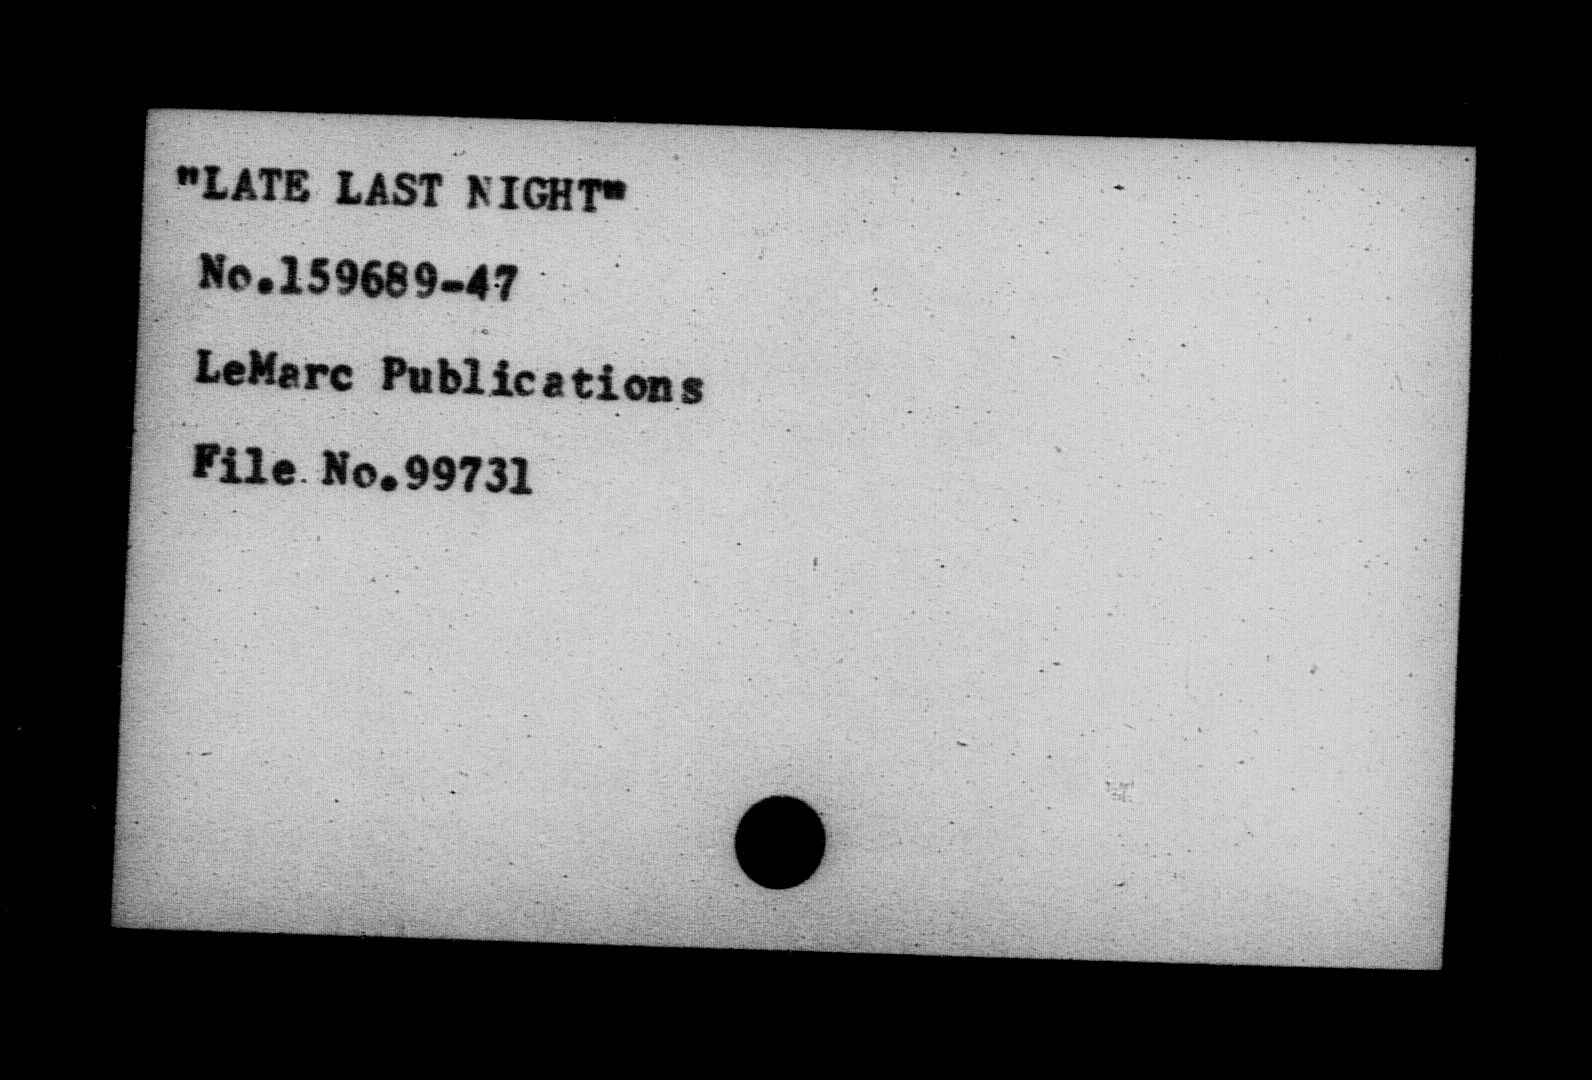 "LATE LAST NIGHT"
No.159689-47
LeMarc Publications
File No.99731